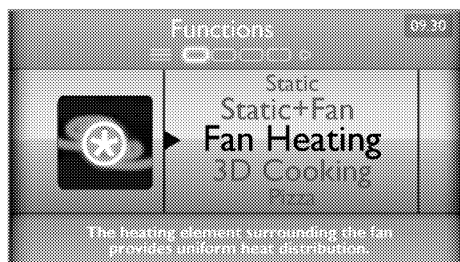 Functions
09:30
Static
Static+Fan
Fan Heating
3D Cooking
Pizza
The heating element surrounding the fan
provides uniform heat distribution.